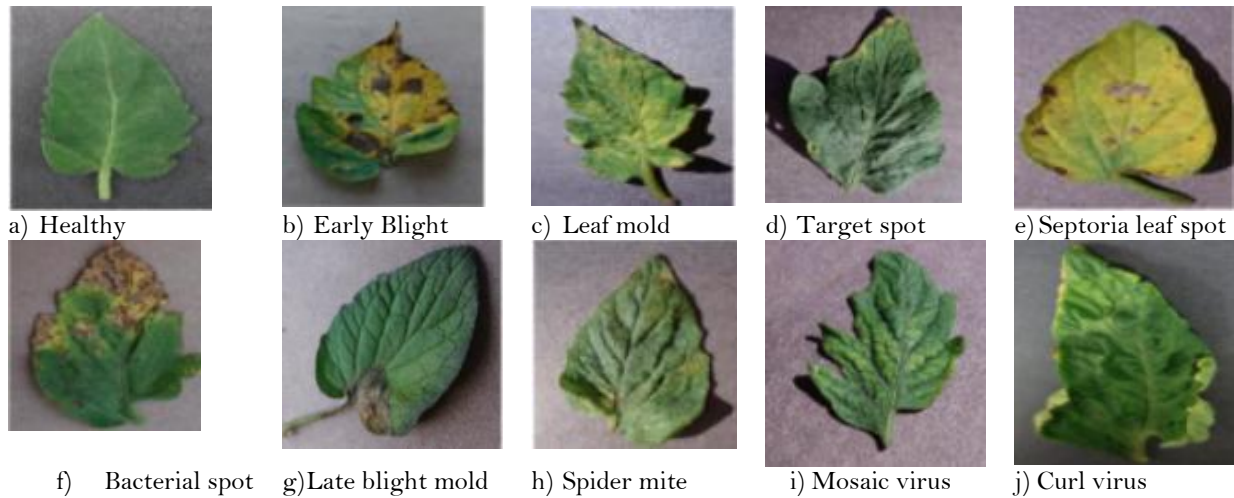 a) Healthy b) Early Blight c) Leaf mold d) Target spot e) Septoria leaf spot
f) Bacterial spot g)Late blight mold h) Spider mite i) Mosaic virus j) Curl virus